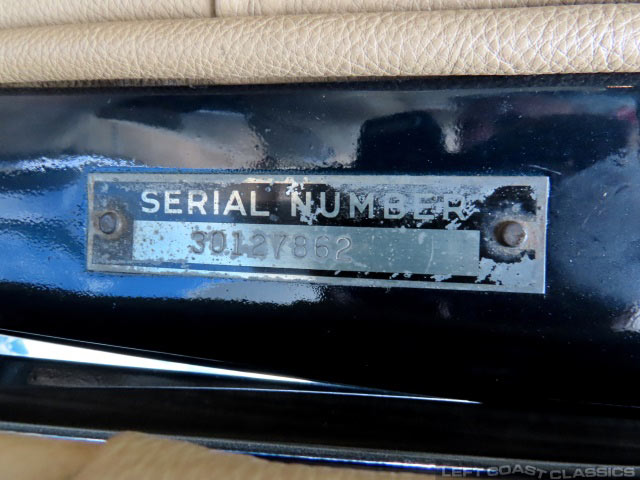 SERIAL NUMBER
30127862
LEFT COAST CLASSICS